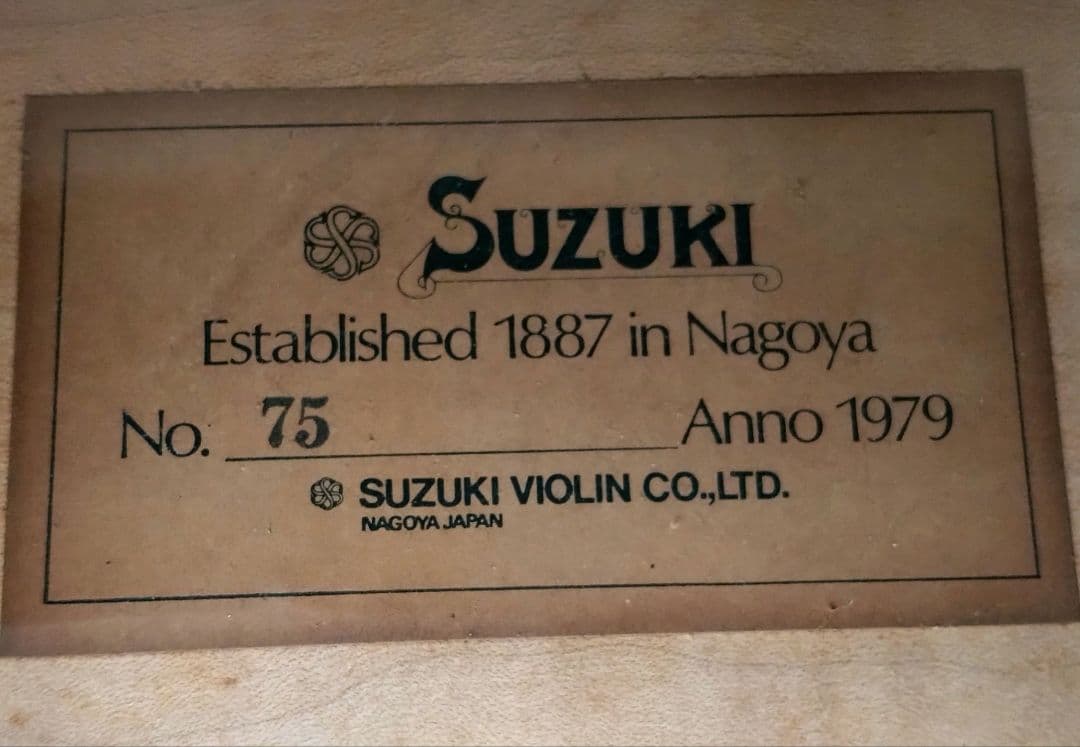 SUZUKI
Established 1887 in Nagoya
No. 75 Anno 1979
SUZUKI VIOLIN CO.,LTD.
NAGOYA JAPAN